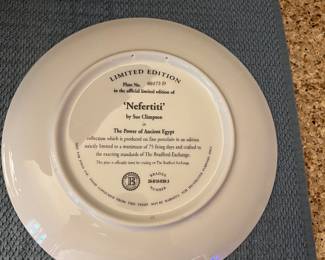 LIMITED EDITION
Plate No.
in the official limited edition of
'Nefertiti'
by Sue Climpson
in
The Power of Ancient Egypt
collection which is produced on fine porcelain in an edition
strictly limited to a maximum of 75 firing days and crafted to
the exacting standards of The Bradford Exchange.
This plate is officially listed for trading on The Bradford Exchange.
B
BRADEX
NUMBER